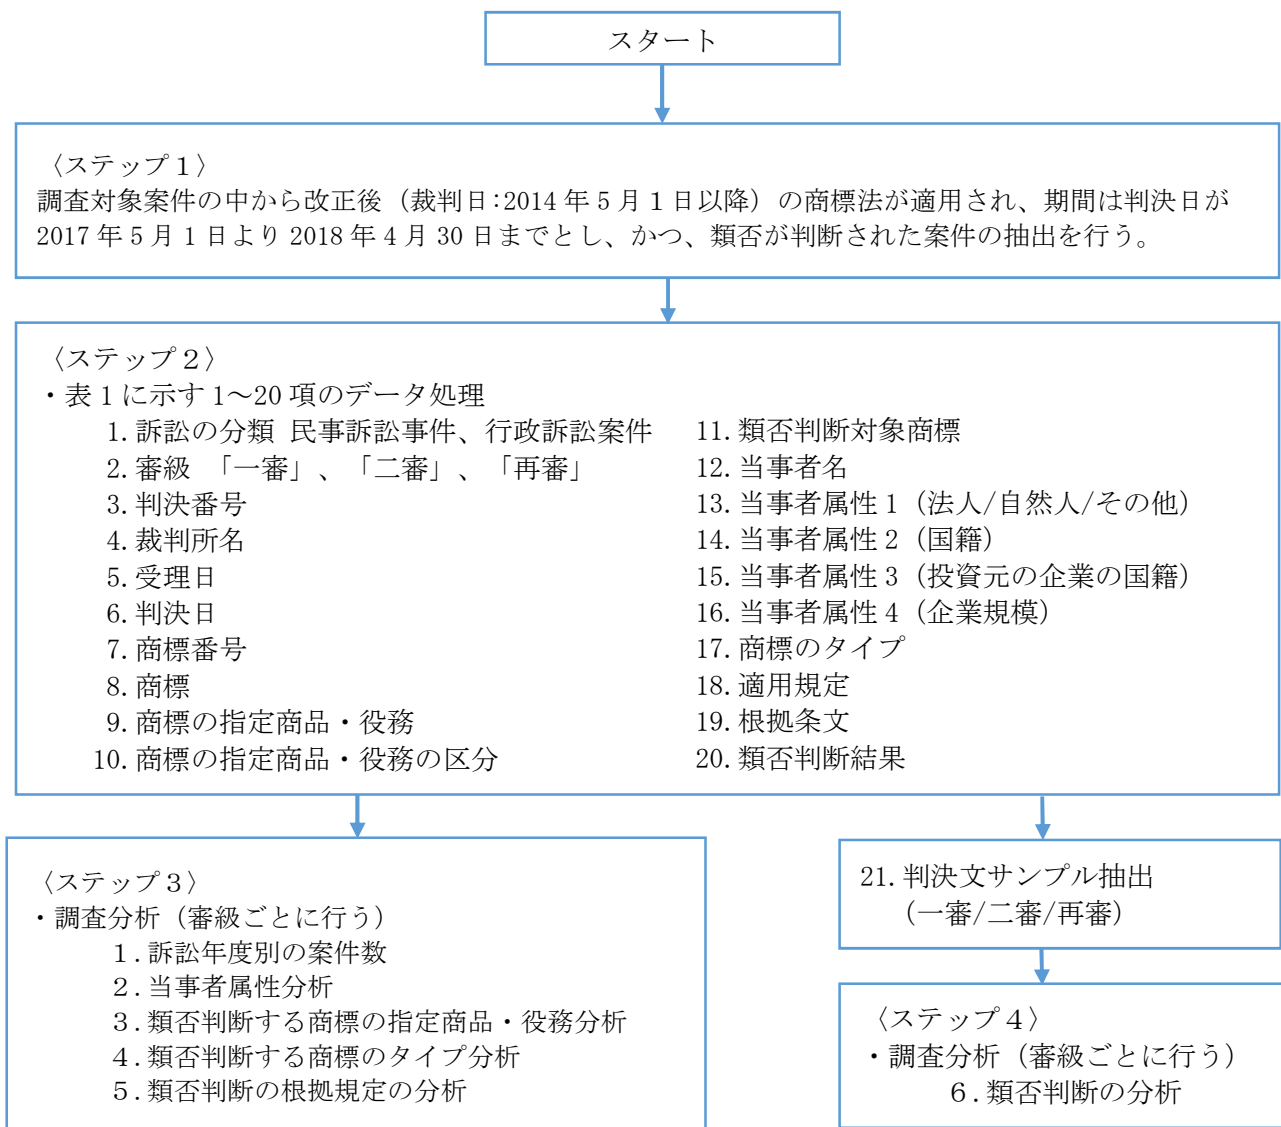 スタート
〈ステップ１〉
調査対象案件の中から改正後（裁判日:2014 年 5 月１日以降）の商標法が適用され、期間は判決日が
2017 年 5 月 1 日より 2018 年 4 月 30 日までとし、かつ、類否が判断された案件の抽出を行う。
〈ステップ２〉
・表 1 に示す 1～20 項のデータ処理
1. 訴訟の分類 民事訴訟事件、行政訴訟案件
2. 審級 「一審」、「二審」、「再審」
3. 判決番号
4. 裁判所名
5. 受理日
6. 判決日
7. 商標番号
8. 商標
9. 商標の指定商品・役務
10. 商標の指定商品・役務の区分
11. 類否判断対象商標
12. 当事者名
13. 当事者属性 1（法人/自然人/その他）
14. 当事者属性 2（国籍）
15. 当事者属性 3（投資元の企業の国籍）
16. 当事者属性 4（企業規模）
17. 商標のタイプ
18. 適用規定
19. 根拠条文
20. 類否判断結果
〈ステップ３〉
・調査分析（審級ごとに行う）
１. 訴訟年度別の案件数
２. 当事者属性分析
３. 類否判断する商標の指定商品・役務分析
４. 類否判断する商標のタイプ分析
５. 類否判断の根拠規定の分析
21. 判決文サンプル抽出
（一審/二審/再審）
〈ステップ４〉
・調査分析（審級ごとに行う）
６. 類否判断の分析